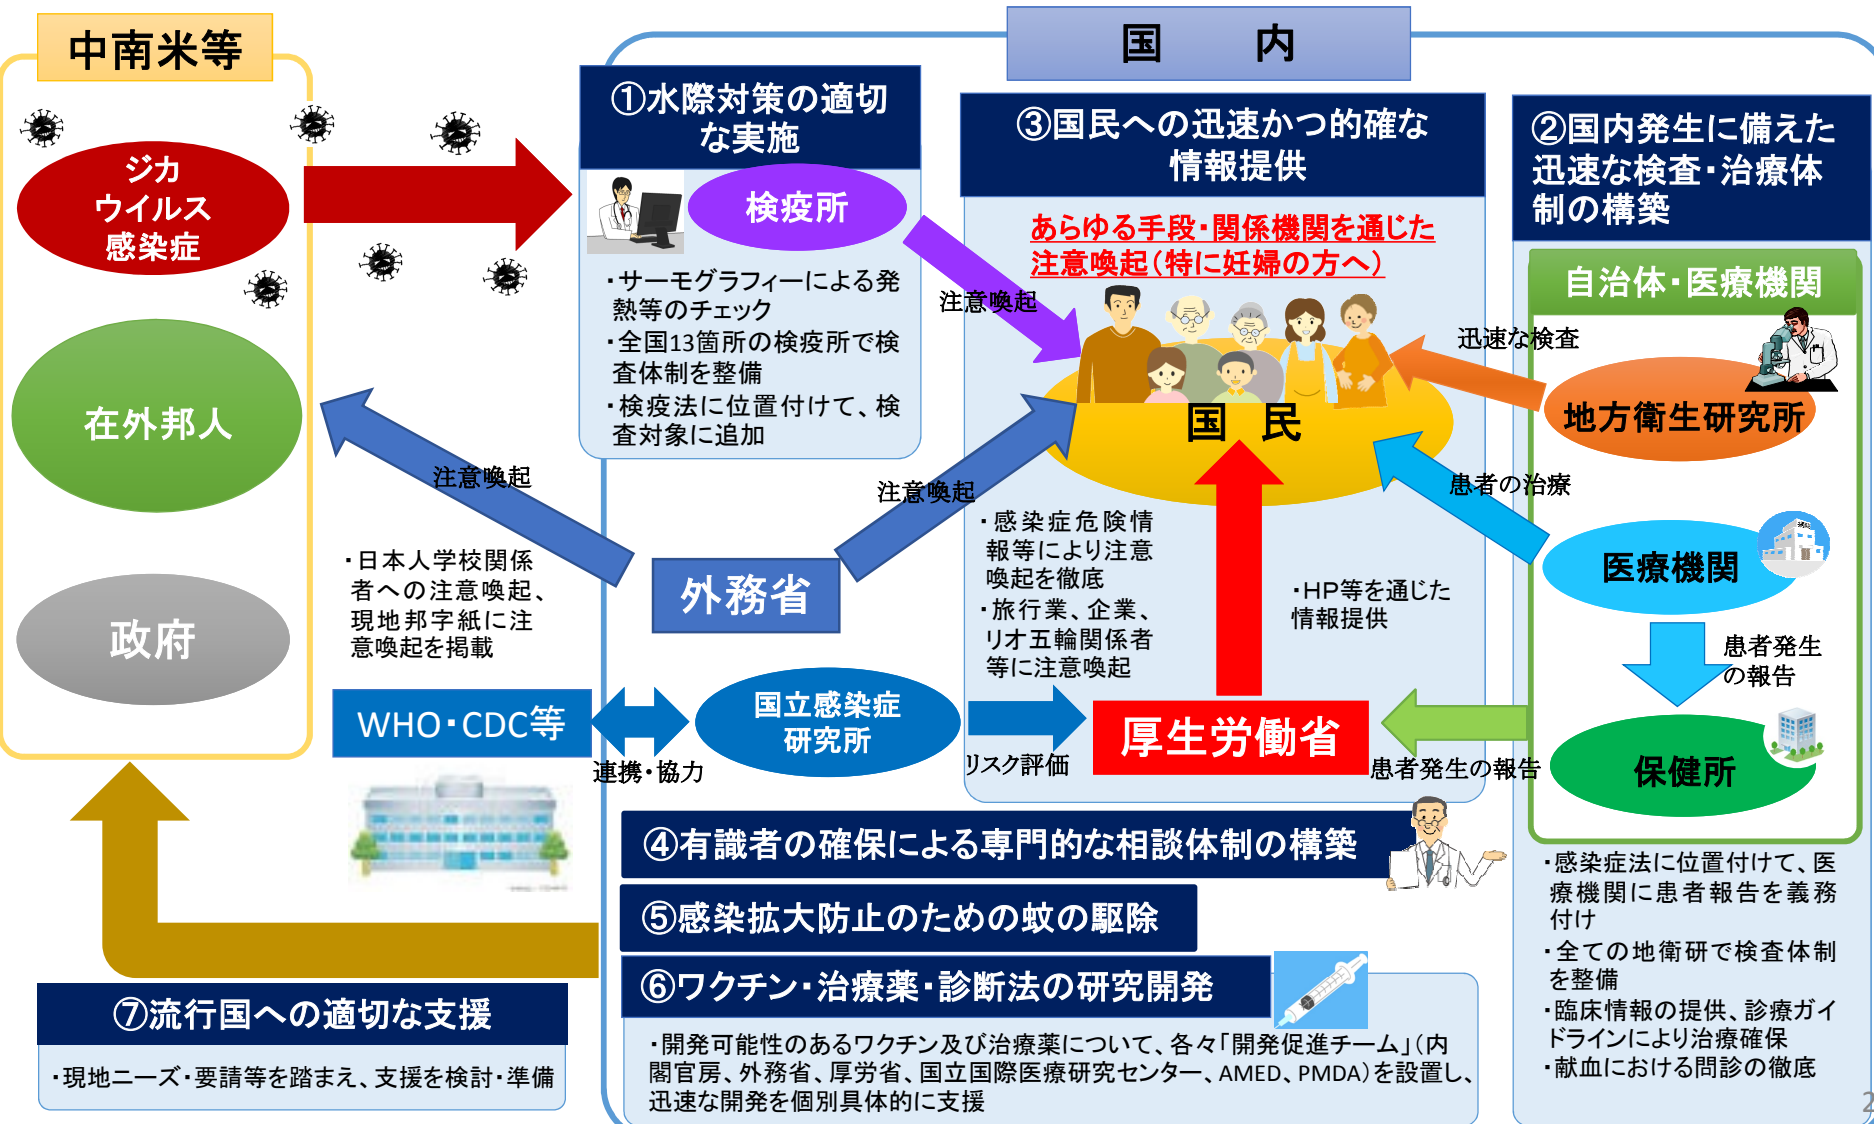 中南米等
ジカ
ウイルス
感染症
在外邦人
政府
国　内
①水際対策の適切
な実施
検疫所
・サーモグラフィーによる発
熱等のチェック
・全国13箇所の検疫所で検
査体制を整備
・検疫法に位置付けて、検
査対象に追加
③国民への迅速かつ的確な
情報提供
あらゆる手段・関係機関を通じた
注意喚起（特に妊婦の方へ）
注意喚起
国　民
②国内発生に備えた
迅速な検査・治療体
制の構築
自治体・医療機関
迅速な検査
地方衛生研究所
患者の治療
医療機関
患者発生
の報告
保健所
患者発生の報告
注意喚起
注意喚起
外務省
・日本人学校関係
者への注意喚起、
現地邦字紙に注
意喚起を掲載
・感染症危険情
報等により注意
喚起を徹底
・旅行業、企業、
リオ五輪関係者
等に注意喚起
・HP等を通じた
情報提供
WHO・CDC等
連携・協力
国立感染症
研究所
リスク評価
厚生労働省
④有識者の確保による専門的な相談体制の構築
⑤感染拡大防止のための蚊の駆除
⑥ワクチン・治療薬・診断法の研究開発
・開発可能性のあるワクチン及び治療薬について、各々「開発促進チーム」（内
閣官房、外務省、厚労省、国立国際医療研究センター、AMED、PMDA）を設置し、
迅速な開発を個別具体的に支援
・感染症法に位置付けて、医
療機関に患者報告を義務
付け
・全ての地衛研で検査体制
を整備
・臨床情報の提供、診療ガイ
ドラインにより治療確保
・献血における問診の徹底
⑦流行国への適切な支援
・現地ニーズ・要請等を踏まえ、支援を検討・準備
2